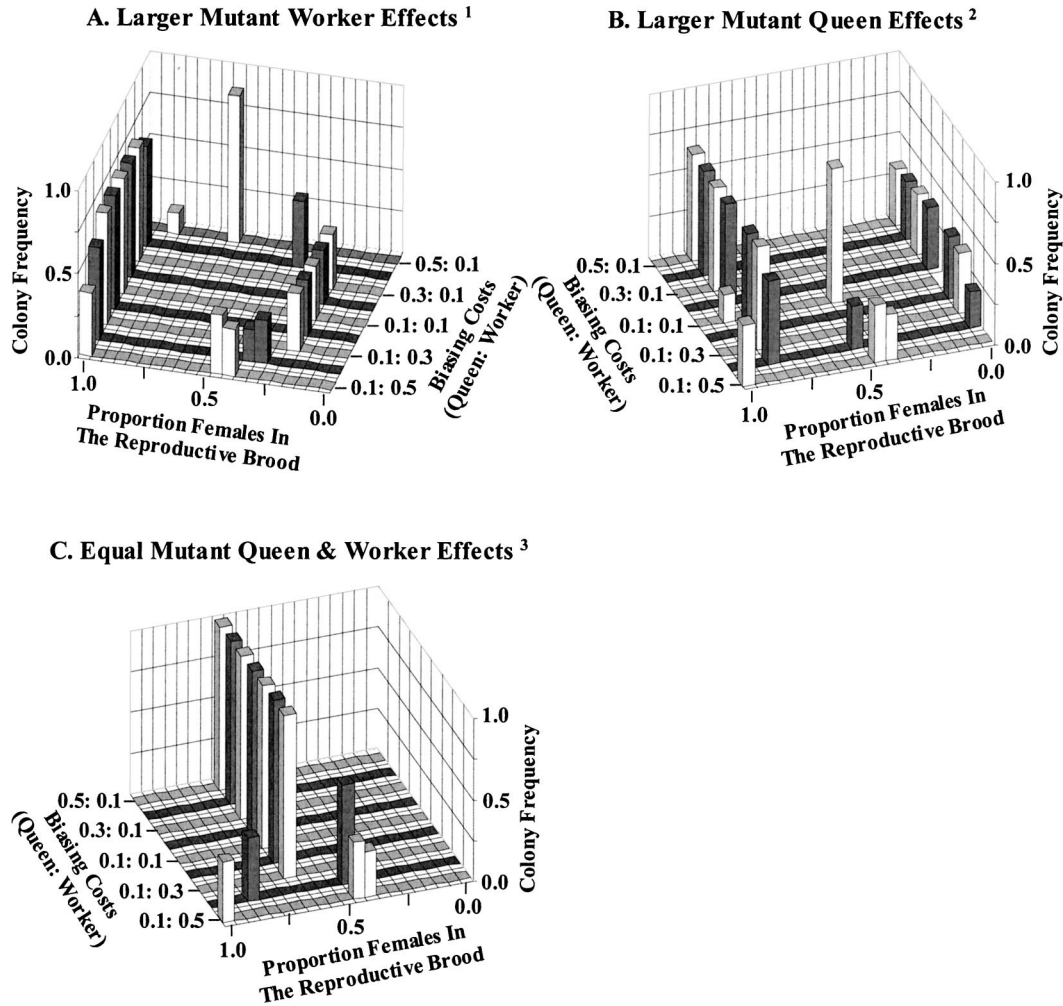 A. Larger Mutant Worker Effects 1
Colony Frequency
1.0
0.5
0.0
1.0
0.5
0.0
Proportion Females In
The Reproductive Brood
0.5: 0.1
0.3: 0.1
0.1: 0.1
0.1: 0.3
0.1: 0.5
Biasing Costs
(Queen: Worker)
B. Larger Mutant Queen Effects 2
0.5: 0.1
0.3: 0.1
0.1: 0.1
0.1: 0.3
0.1: 0.5
Biasing Costs
(Queen: Worker)
1.0
0.5
0.0
Proportion Females In
The Reproductive Brood
1.0
0.5
0.0
Colony Frequency
C. Equal Mutant Queen & Worker Effects 3
0.5: 0.1
0.3: 0.1
0.1: 0.1
0.1: 0.3
0.1: 0.5
Biasing Costs
(Queen: Worker)
1.0
0.5
0.0
Proportion Females In
The Reproductive Brood
1.0
0.5
0.0
Colony Frequency